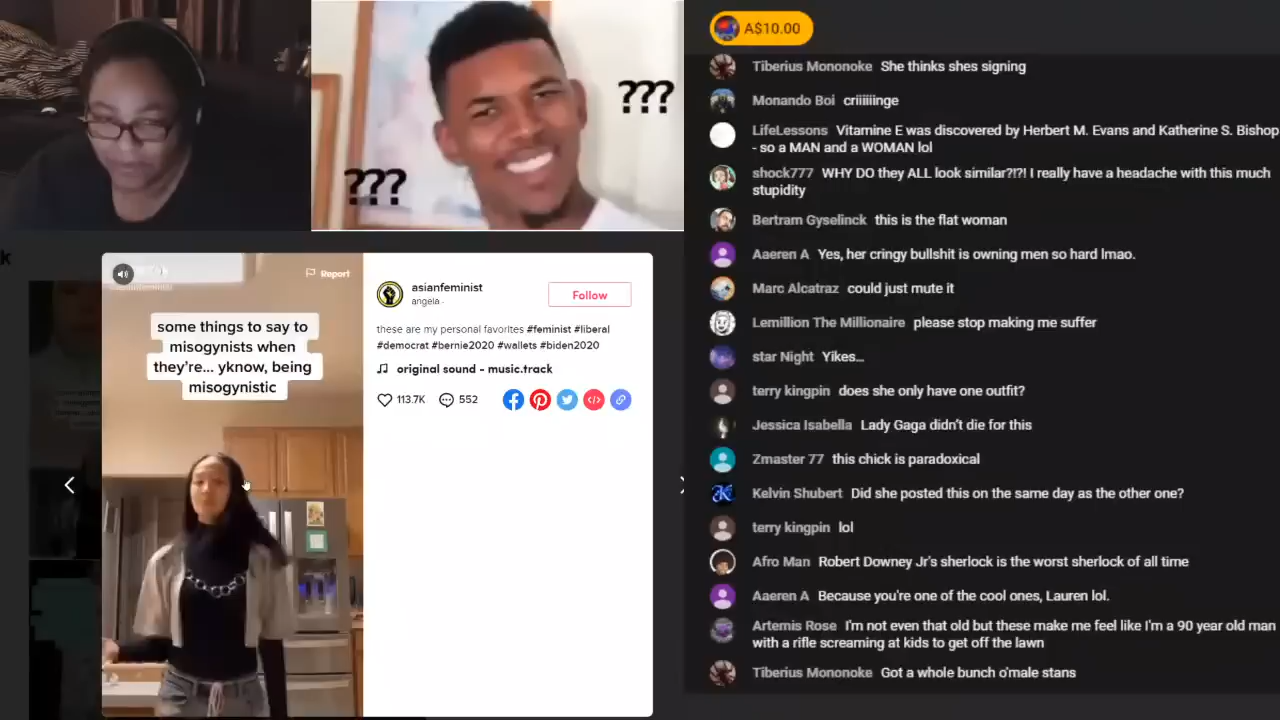 ???
???
k
Report
some things to say to
misogynists when
they're... yknow, being
misogynistic
asianfeminist
angela ·
Follow
these are my personal favorites #feminist #liberal
#democrat #bernie2020 #wallets #biden2020
original sound - music.track
113.7K
552
A$10.00
Tiberius Mononoke She thinks shes signing
Monando Boi criiiiiinge
LifeLessons Vitamine E was discovered by Herbert M. Evans and Katherine S. Bishop
- so a MAN and a WOMAN lol
shock777 WHY DO they ALL look similar?!?! I really have a headache with this much
stupidity
Bertram Gyselinck this is the flat woman
Aaeren A Yes, her cringy bullshit is owning men so hard lmao.
Marc Alcatraz could just mute it
Lemillion The Millionaire please stop making me suffer
star Night Yikes...
terry kingpin does she only have one outfit?
Jessica Isabella Lady Gaga didn't die for this
Zmaster 77 this chick is paradoxical
Kelvin Shubert Did she posted this on the same day as the other one?
terry kingpin lol
Afro Man Robert Downey Jr's sherlock is the worst sherlock of all time
Aaeren A Because you're one of the cool ones, Lauren lol.
Artemis Rose I'm not even that old but these make me feel like I'm a 90 year old man
with a rifle screaming at kids to get off the lawn
Tiberius Mononoke Got a whole bunch o'male stans